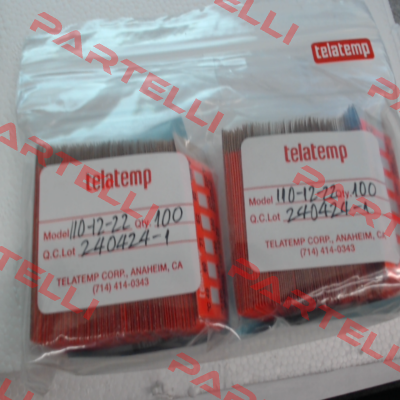 telatemp
telatemp
Model 110-12-22 Qty. 100
Q.C. Lot 240424-1
TELATEMP CORP., ANAHEIM, CA
(714) 414-0343
telatemp
Model 110-12-22 Qty. 100
Q.C. Lot 240424-1
TELATEMP CORP., ANAHEIM, CA
(714) 414-0343
PARTELLI
PARTELLI
PARTELLI
PARTELLI
PARTELLI